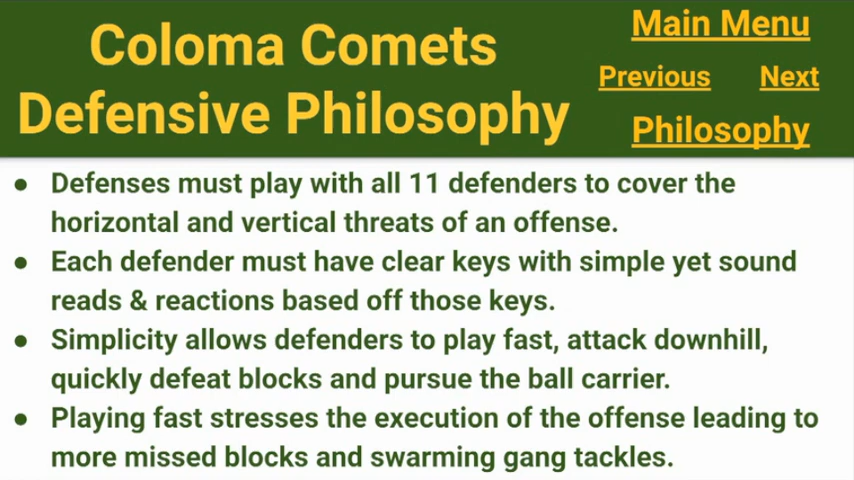 Coloma Comets
Defensive Philosophy
Main Menu
Previous Next
Philosophy
● Defenses must play with all 11 defenders to cover the
horizontal and vertical threats of an offense.
● Each defender must have clear keys with simple yet sound
reads & reactions based off those keys.
● Simplicity allows defenders to play fast, attack downhill,
quickly defeat blocks and pursue the ball carrier.
● Playing fast stresses the execution of the offense leading to
more missed blocks and swarming gang tackles.